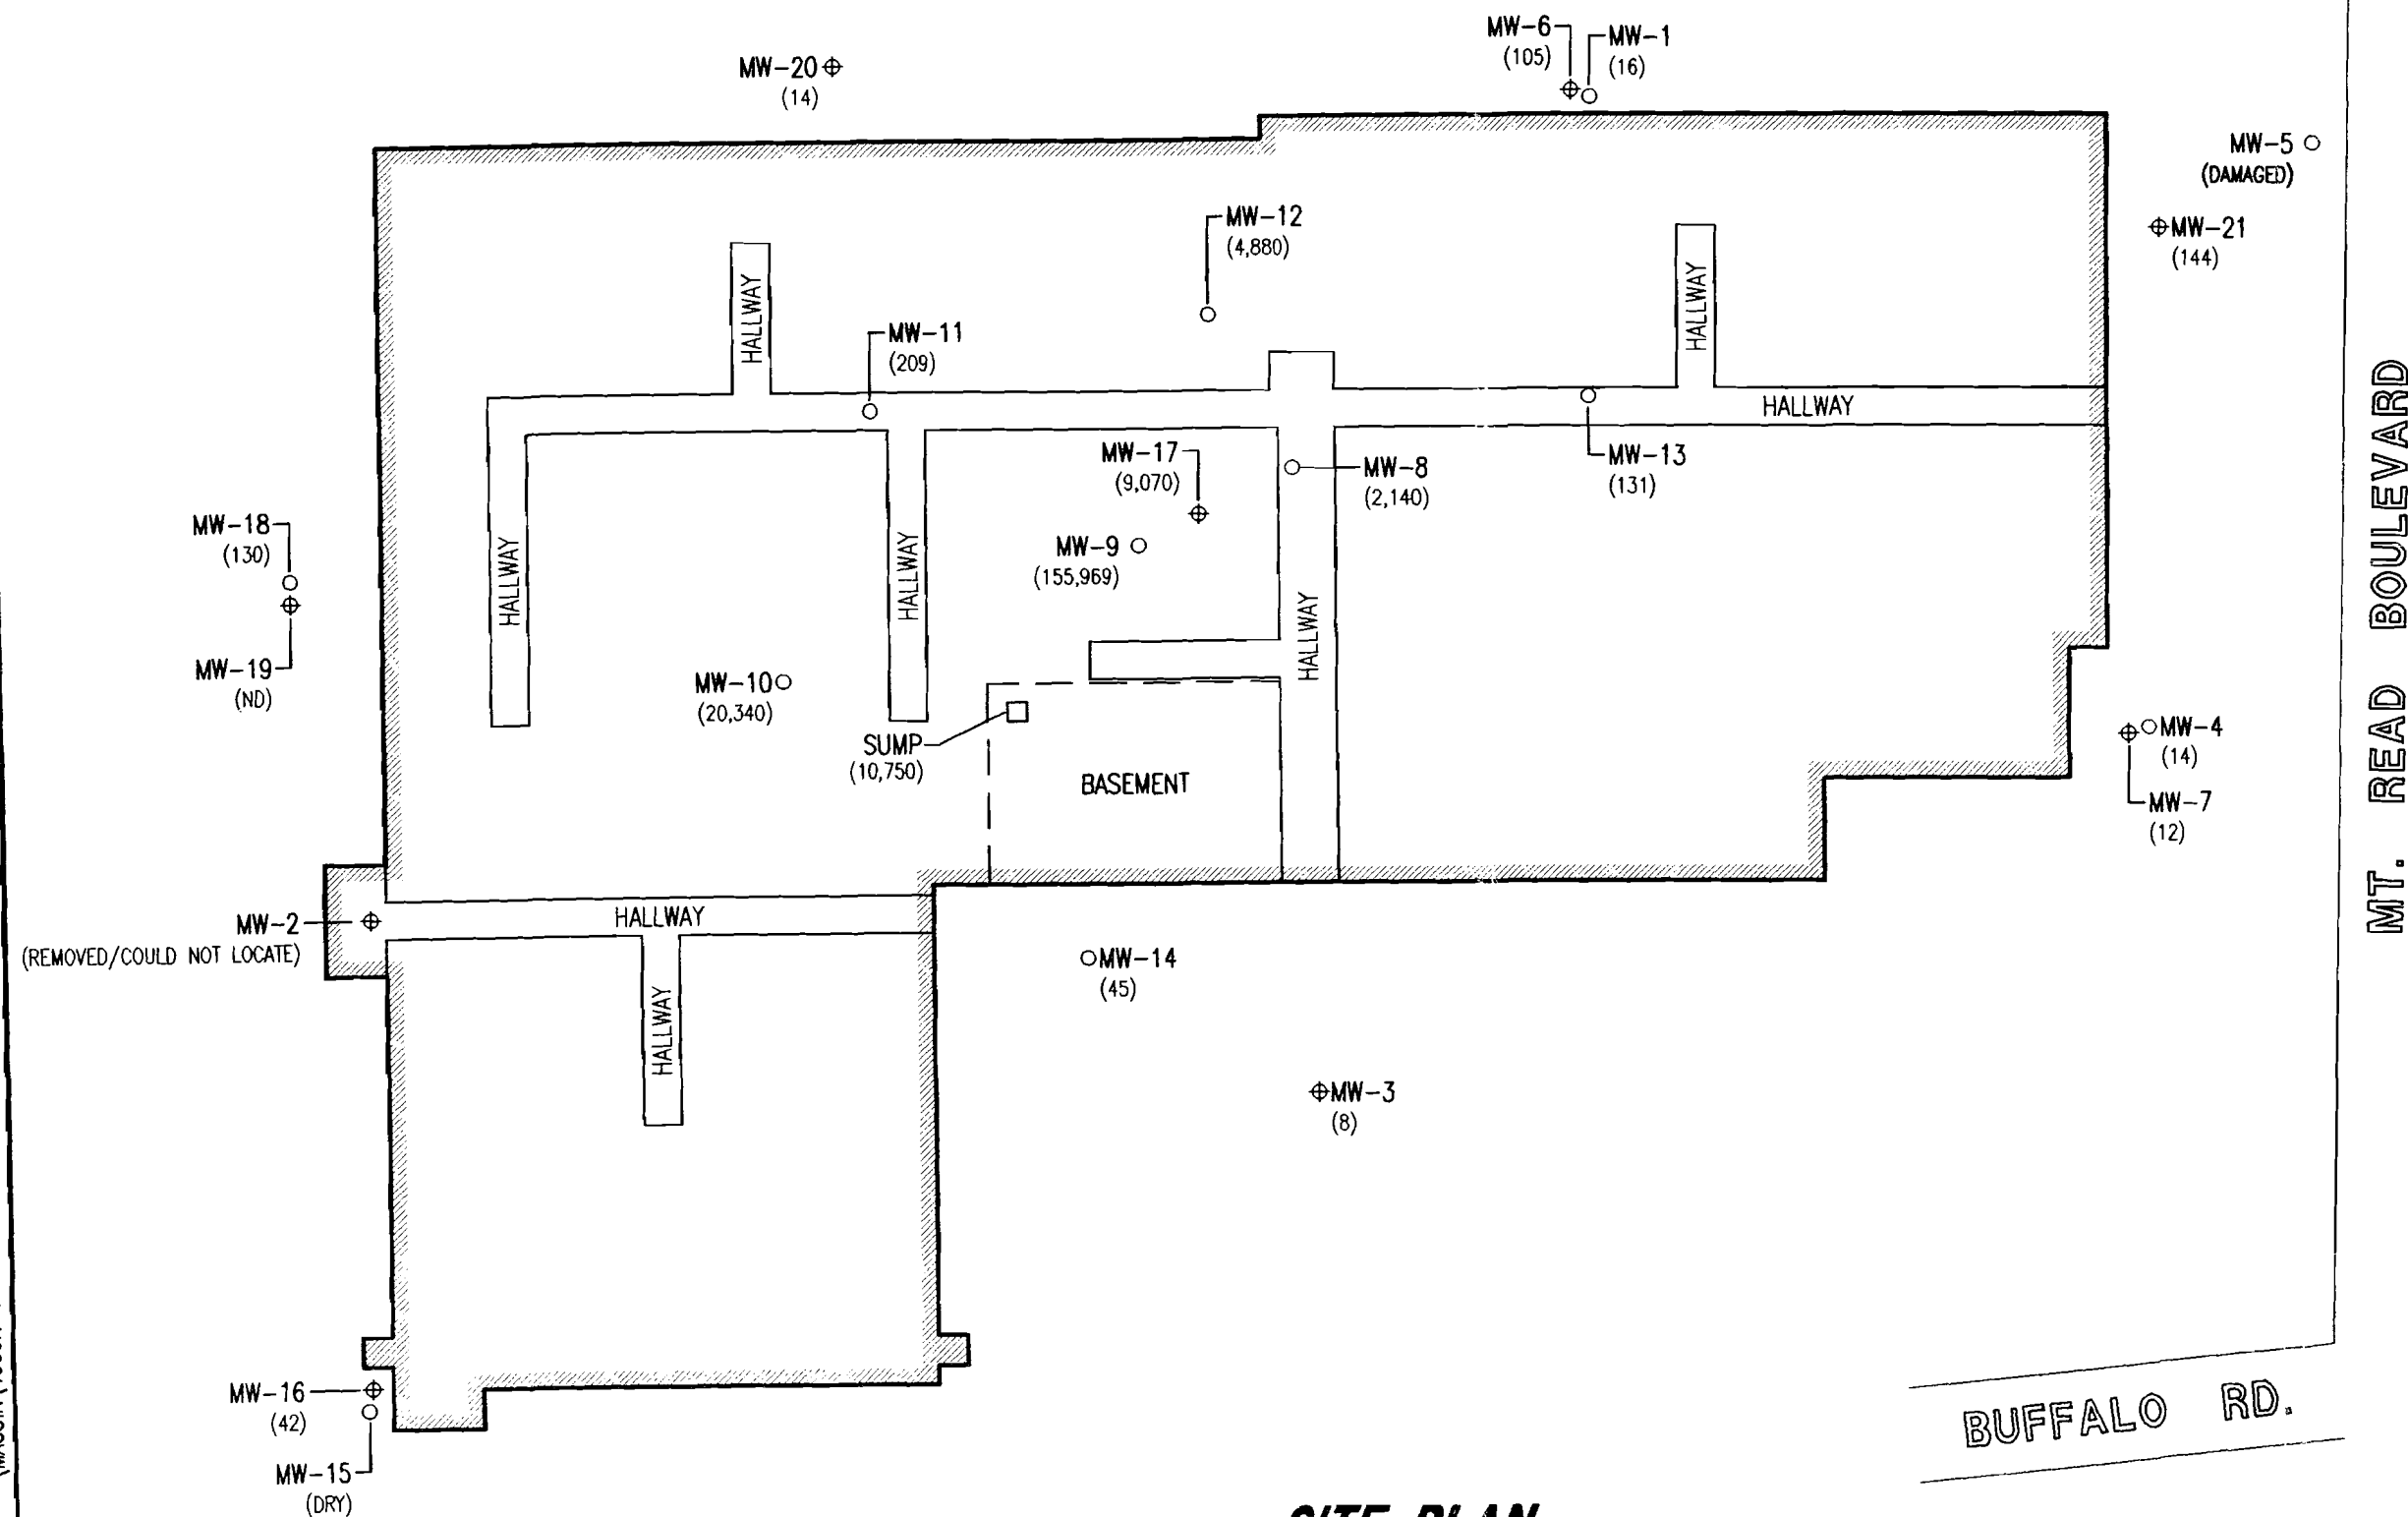 MW-6
(105)
MW-1
(16)
MW-20
(14)
MW-5
(DAMAGED)
MW-21
(144)
MW-12
(4,880)
HALLWAY
HALLWAY
MW-11
(209)
HALLWAY
MW-17
(9,070)
MW-8
(2,140)
MW-13
(131)
MW-18
(130)
MW-9
(155,969)
HALLWAY
HALLWAY
HALLWAY
MW-19
(ND)
MW-10
(20,340)
SUMP
(10,750)
BASEMENT
MW-4
(14)
MW-7
(12)
MT. READ BOULEVARD
MW-2
(REMOVED/COULD NOT LOCATE)
HALLWAY
MW-14
(45)
HALLWAY
MW-3
(8)
MW-16
(42)
MW-15
(DRY)
BUFFALO RD.
SITE PLAN